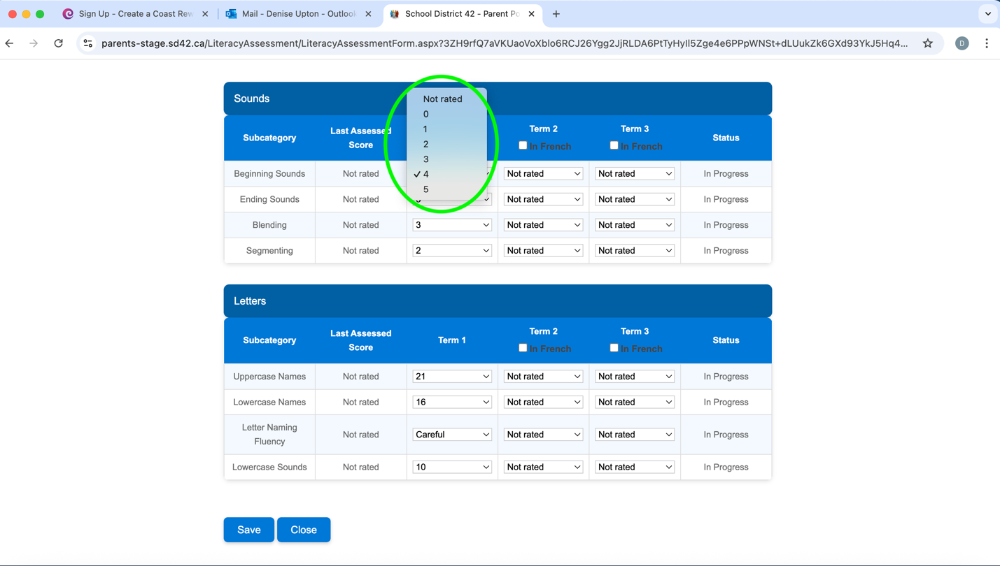 Sign Up - Create a Coast Rew
Mail - Denise Upton - Outlook
School District 42 - Parent Po
parents-stage.sd42.ca/LiteracyAssessment/LiteracyAssessmentForm.aspx?3ZH9rfQ7aVKUaoVoXblo6RCJ26Ygg2JjRLDA6PtTyHyIl5Zge4e6PPpWNSt+dLUukZk6GXd93YkJ5Hq4...
D
Sounds
Subcategory
Last Assessed
Score
Not rated
0
1
2
3
4
5
Term 2
In French
Term 3
In French
Status
Beginning Sounds Not rated Not rated Not rated In Progress
Ending Sounds Not rated Not rated Not rated In Progress
Blending Not rated 3 Not rated Not rated In Progress
Segmenting Not rated 2 Not rated Not rated In Progress
Letters
Subcategory
Last Assessed
Score
Term 1
Term 2
In French
Term 3
In French
Status
Uppercase Names Not rated 21 Not rated Not rated In Progress
Lowercase Names Not rated 16 Not rated Not rated In Progress
Letter Naming
Fluency
Not rated Careful Not rated Not rated In Progress
Lowercase Sounds Not rated 10 Not rated Not rated In Progress
Save Close